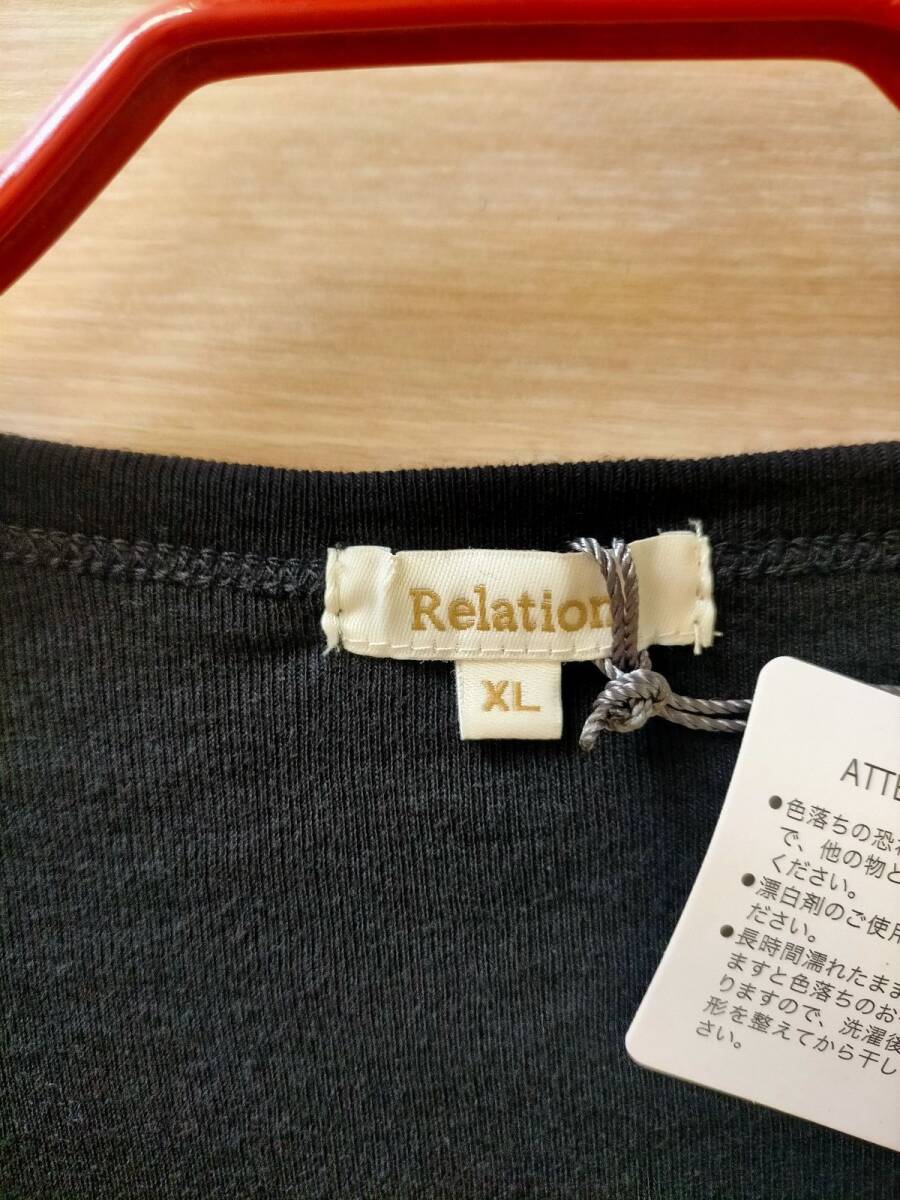 Relation
XL
ATTE
●色落ちの恐
で、他の物と
ください。
●漂白剤のご使用
ださい。
●長時間濡れたまま
ますと色落ちのお
りますので、洗濯後
形を整えてから干し
さい。